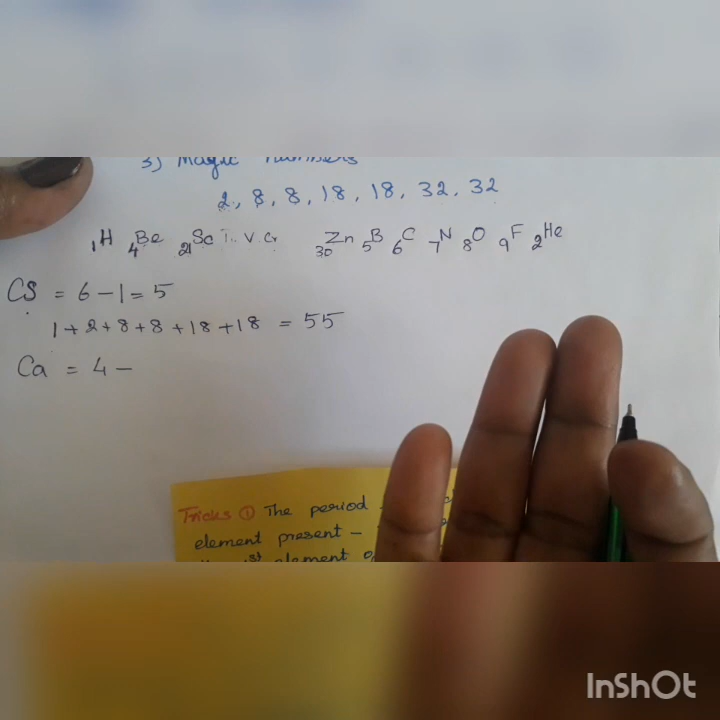 3) Magic numbers
2, 8, 8, 18, 18, 32, 32
1H 4Be 21Sc Ti V Cr 30Zn 5B 6C 7N 8O 9F 2He
CS = 6 - 1 = 5
1 + 2 + 8 + 8 + 18 + 18 = 55
Ca = 4 -
Tricks ① The period
element present -
1st element
InShOt